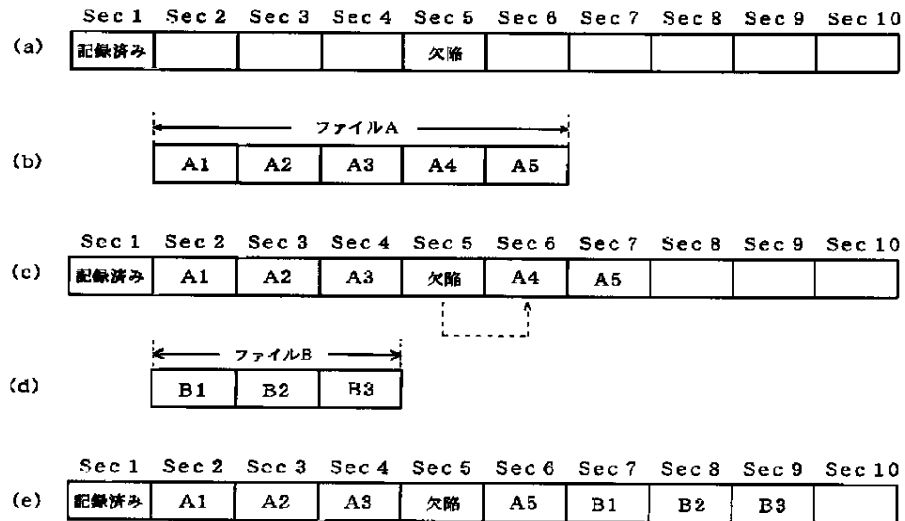 Sec 1 Sec 2 Sec 3 Sec 4 Sec 5 Sec 6 Sec 7 Sec 8 Sec 9 Sec 10
(a) 記録済み 欠陥
ファイルA
(b) A1 A2 A3 A4 A5
Sec 1 Sec 2 Sec 3 Sec 4 Sec 5 Sec 6 Sec 7 Sec 8 Sec 9 Sec 10
(c) 記録済み A1 A2 A3 欠陥 A4 A5
ファイルB
(d) B1 B2 B3
Sec 1 Sec 2 Sec 3 Sec 4 Sec 5 Sec 6 Sec 7 Sec 8 Sec 9 Sec 10
(e) 記録済み A1 A2 A3 欠陥 A5 B1 B2 B3